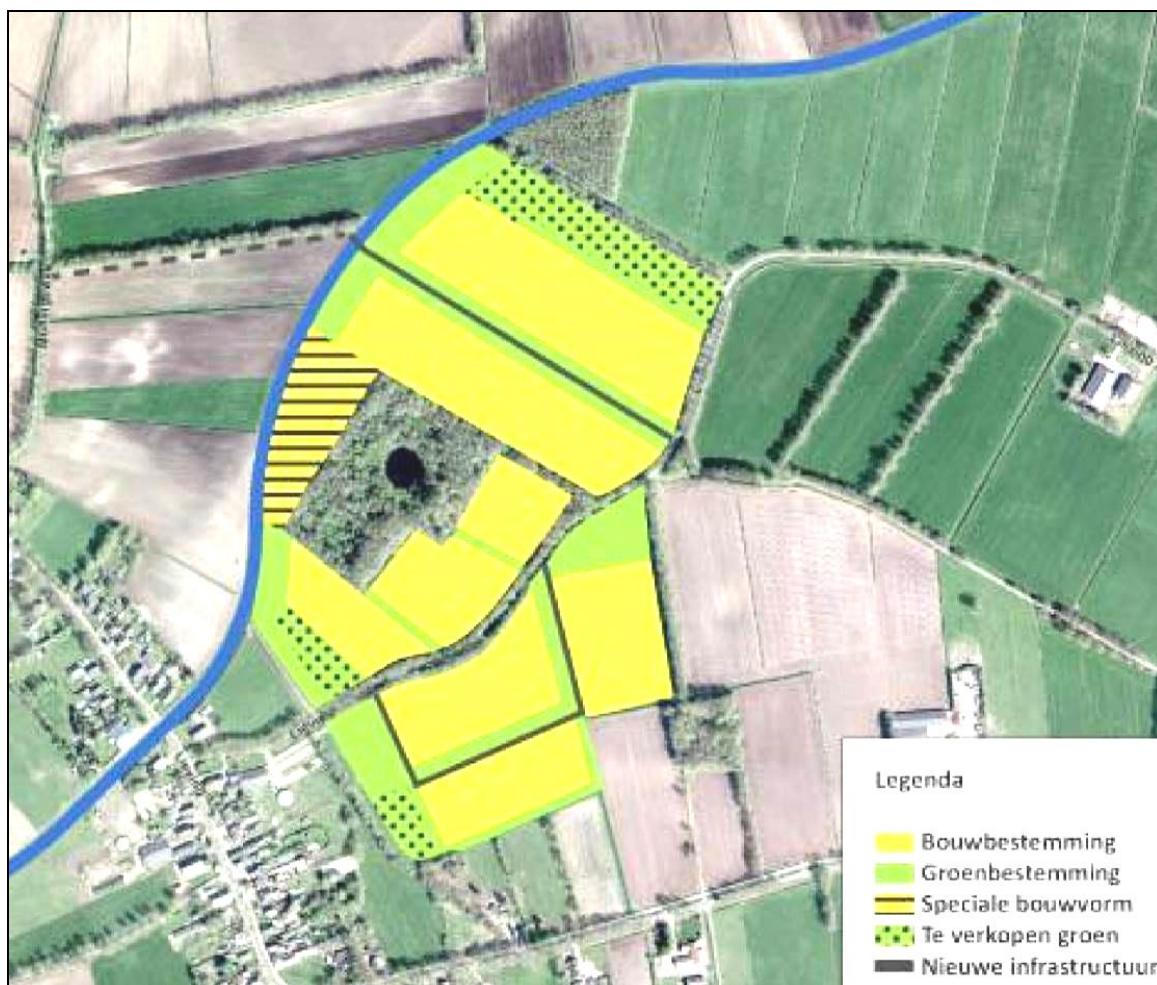 Legenda
Bouwbestemming
Groenbestemming
Speciale bouwvorm
Te verkopen groen
Nieuwe infrastructuur